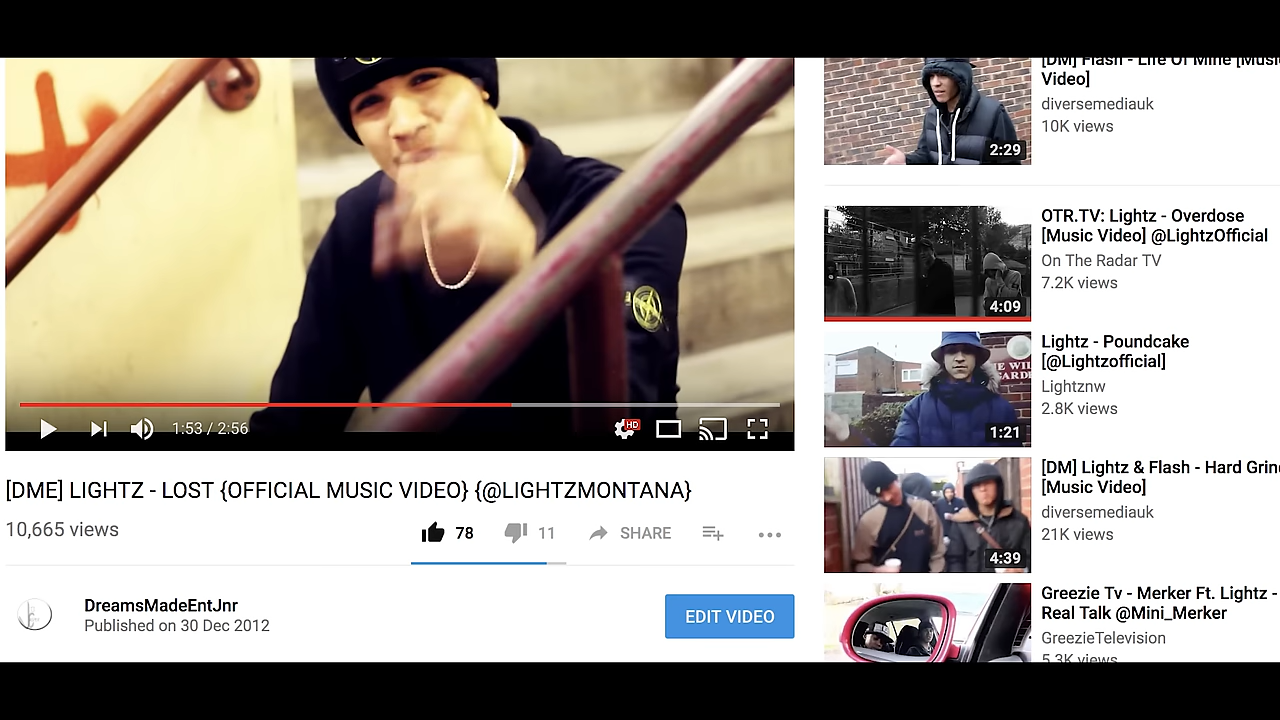 1:53 / 2:56
HD
[DME] LIGHTZ - LOST {OFFICIAL MUSIC VIDEO} {@LIGHTZMONTANA}
10,665 views
78
11
SHARE
DreamsMadeEntJnr
Published on 30 Dec 2012
EDIT VIDEO
[DM] Flash - Life Of Mine [Music
Video]
diversemediauk
10K views
2:29
OTR.TV: Lightz - Overdose
[Music Video] @LightzOfficial
On The Radar TV
7.2K views
4:09
Lightz - Poundcake
[@Lightzofficial]
Lightznw
2.8K views
1:21
[DM] Lightz & Flash - Hard Grind
[Music Video]
diversemediauk
21K views
4:39
Greezie Tv - Merker Ft. Lightz -
Real Talk @Mini_Merker
GreezieTelevision
5.3K views